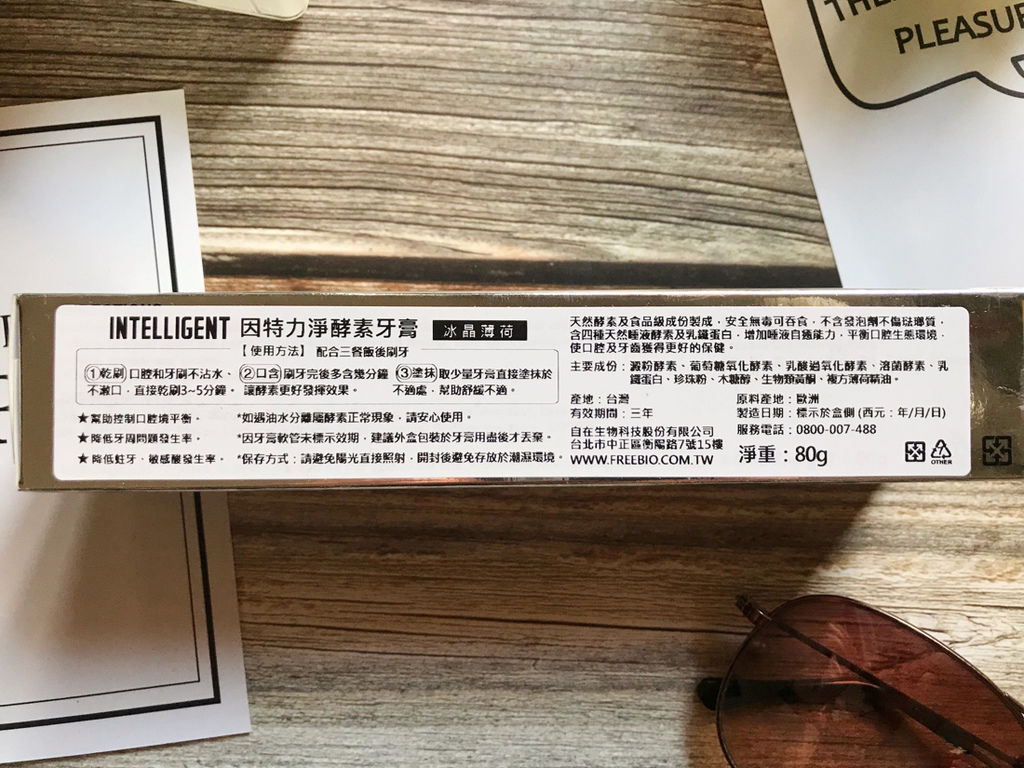 PLEASUR
INTELLIGENT 因特力淨酵素牙膏 冰晶薄荷
【使用方法】 配合三餐飯後刷牙
①乾刷 口腔和牙刷不沾水、不漱口，直接乾刷3~5分鐘。
②口含 刷牙完後多含幾分鐘讓酵素更好發揮效果。
③塗抹 取少量牙膏直接塗抹於不適處，幫助舒緩不適。
★幫助控制口腔境平衡。
★降低牙周問題發生率。
★降低蛀牙、敏感酸發生率。
*如遇油水分離屬酵素正常現象，請安心使用。
*因牙膏軟管未標示效期，建議外盒包裝於牙膏用盡後才丟棄。
*保存方式：請避免陽光直接照射，開封後避免存放於潮濕環境。
天然酵素及食品級成份製成，安全無毒可吞食，不含發泡劑不傷琺瑯質，
含四種天然唾液酵素及乳鐵蛋白，增加唾液自癒能力，平衡口腔生態環境，
使口腔及牙齒獲得更好的保健。
主要成份：澱粉酵素、葡萄糖氧化酵素、乳酸過氧化酵素、溶菌酵素、乳
鐵蛋白、珍珠粉、木糖醇、生物類黃酮、複方薄荷精油。
產地：台灣
有效期間：三年
自在生物科技股份有限公司
台北市中正區衡陽路7號15樓
WWW.FREEBIO.COM.TW
原料產地：歐洲
製造日期：標示於盒側(西元：年/月/日)
服務電話：0800-007-488
淨重：80g
OTHER